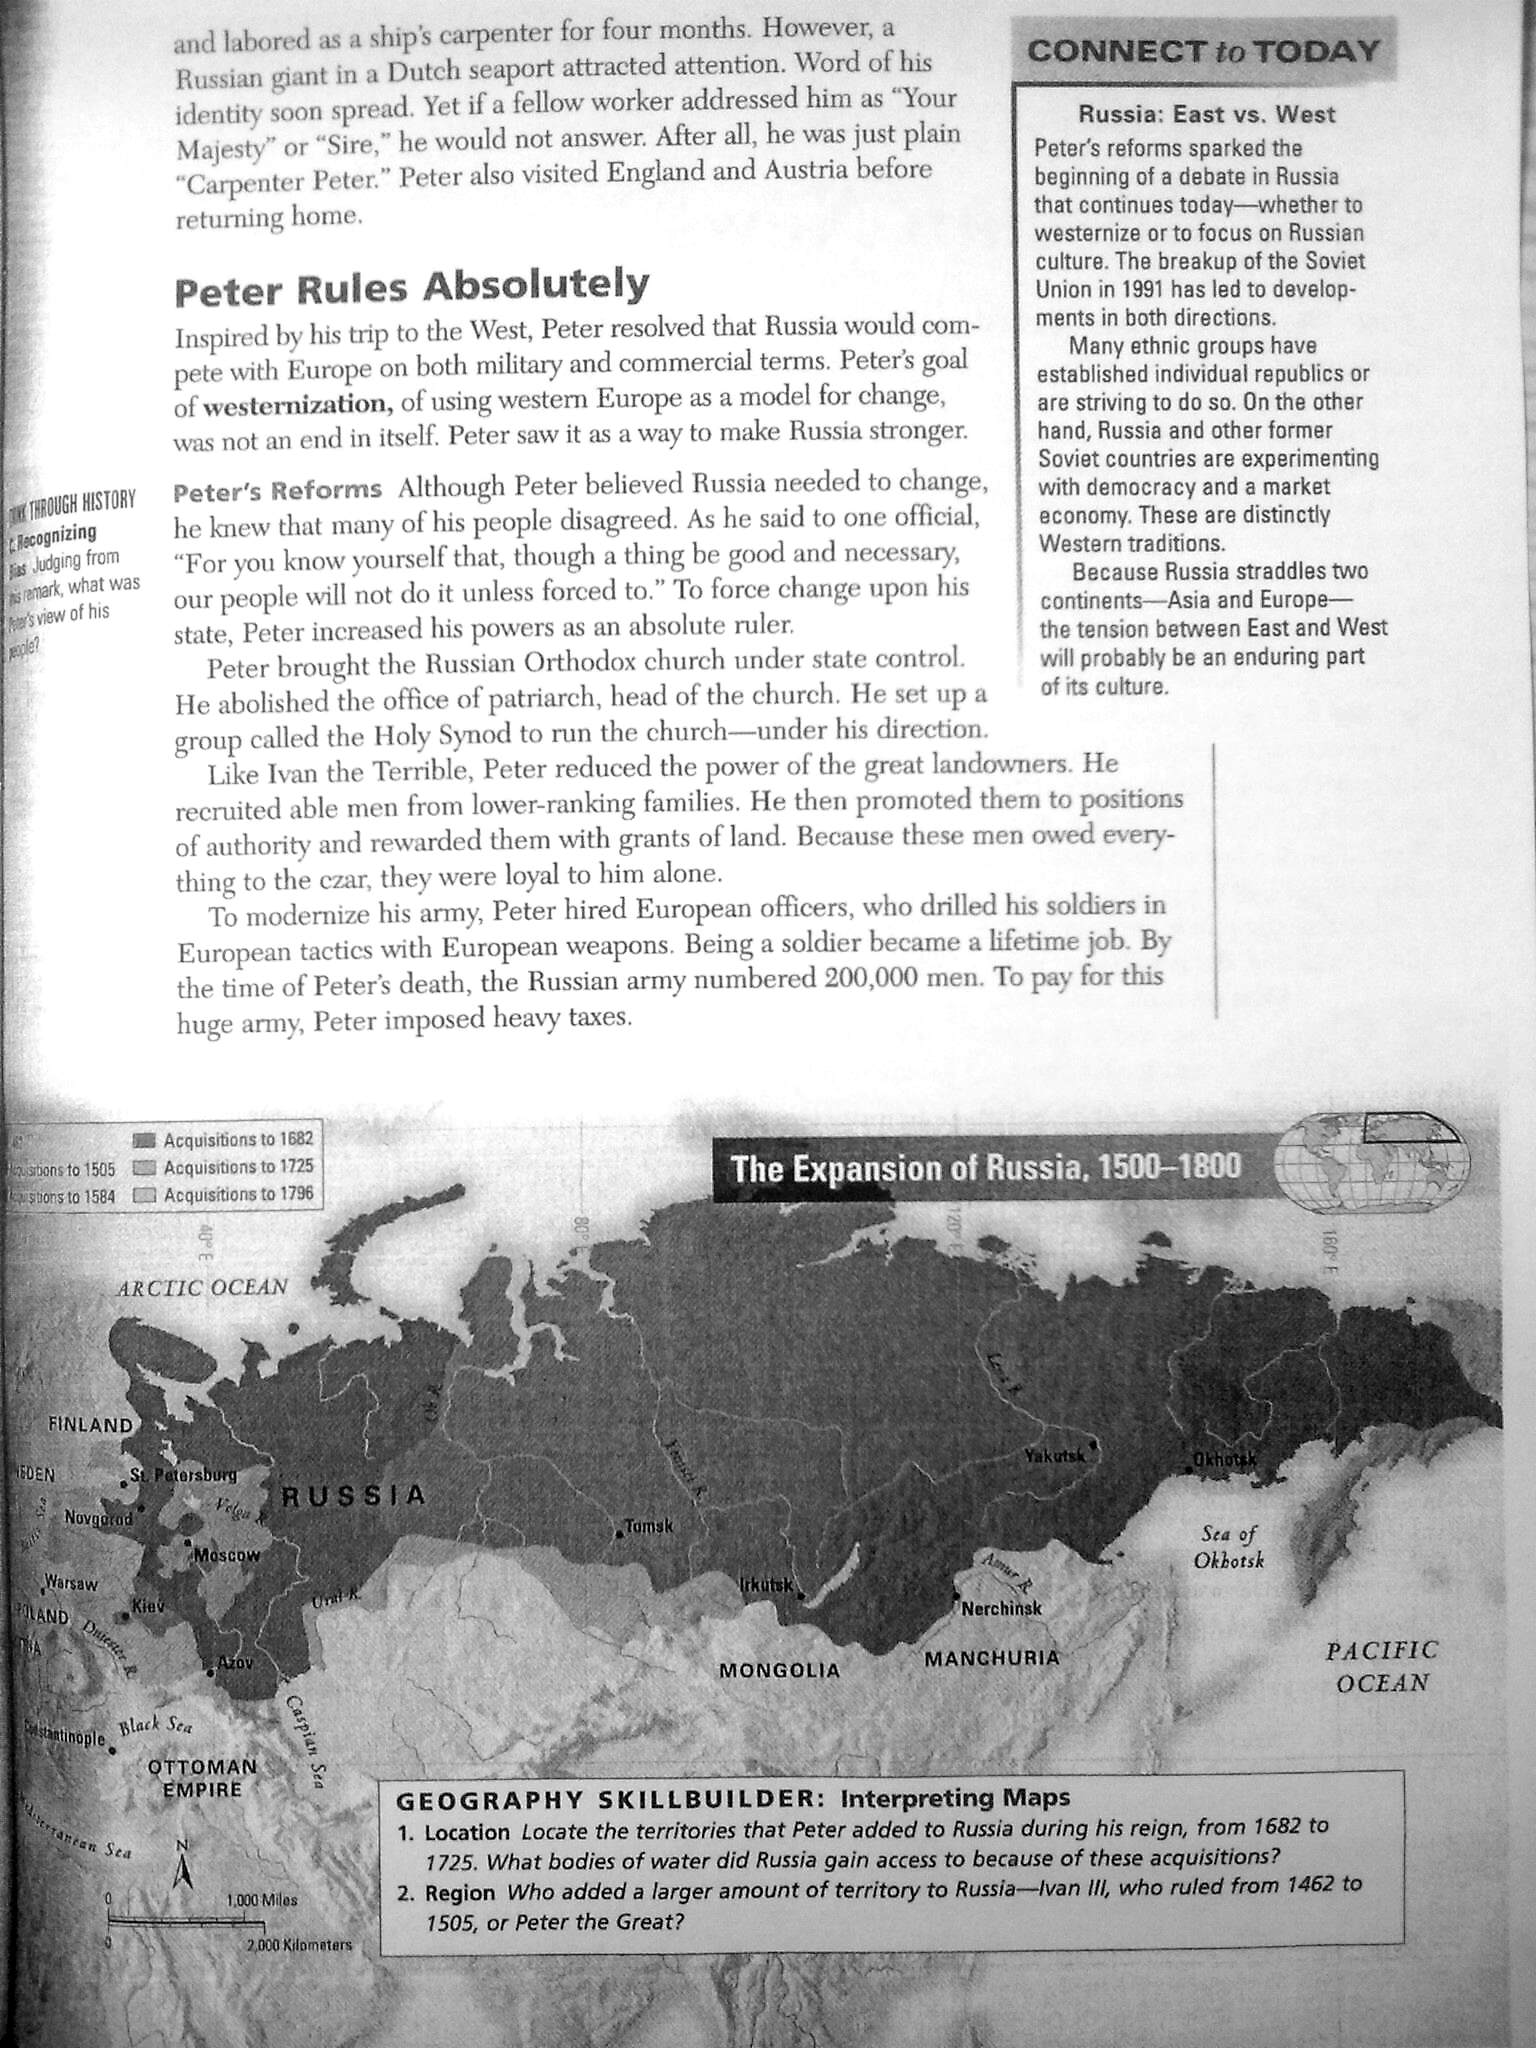 and labored as a ship's carpenter for four months. However, a
Russian giant in a Dutch seaport attracted attention. Word of his
identity soon spread. Yet if a fellow worker addressed him as “Your
Majesty” or “Sire,” he would not answer. After all, he was just plain
“Carpenter Peter.” Peter also visited England and Austria before
returning home.
Peter Rules Absolutely
Inspired by his trip to the West, Peter resolved that Russia would com-
pete with Europe on both military and commercial terms. Peter's goal
of westernization, of using western Europe as a model for change,
was not an end in itself. Peter saw it as a way to make Russia stronger.
THROUGH HISTORY
Recognizing
Judging from
remark, what was
view of his
Peter's Reforms Although Peter believed Russia needed to change,
he knew that many of his people disagreed. As he said to one official,
“For you know yourself that, though a thing be good and necessary,
our people will not do it unless forced to.” To force change upon his
state, Peter increased his powers as an absolute ruler.
Peter brought the Russian Orthodox church under state control.
He abolished the office of patriarch, head of the church. He set up a
group called the Holy Synod to run the church—under his direction.
Like Ivan the Terrible, Peter reduced the power of the great landowners. He
recruited able men from lower-ranking families. He then promoted them to positions
of authority and rewarded them with grants of land. Because these men owed every-
thing to the czar, they were loyal to him alone.
To modernize his army, Peter hired European officers, who drilled his soldiers in
European tactics with European weapons. Being a soldier became a lifetime job. By
the time of Peter's death, the Russian army numbered 200,000 men. To pay for this
huge army, Peter imposed heavy taxes.
CONNECT to TODAY
Russia: East vs. West
Peter's reforms sparked the
beginning of a debate in Russia
that continues today—whether to
westernize or to focus on Russian
culture. The breakup of the Soviet
Union in 1991 has led to develop-
ments in both directions.
Many ethnic groups have
established individual republics or
are striving to do so. On the other
hand, Russia and other former
Soviet countries are experimenting
with democracy and a market
economy. These are distinctly
Western traditions.
Because Russia straddles two
continents—Asia and Europe—
the tension between East and West
will probably be an enduring part
of its culture.
The Expansion of Russia, 1500–1800
Acquisitions to 1682
to 1505
Acquisitions to 1725
to 1584
Acquisitions to 1796
40° E
80° E
120° E
180° E
ARCTIC OCEAN
FINLAND
St. Petersburg
Novgorod
Volga R.
RUSSIA
Moscow
Warsaw
Kiev
Dniester R.
Azov
Ural R.
Ob R.
Yenisei R.
Tomsk
Irkutsk
Lena R.
Yakutsk
Okhotsk
Sea of
Okhotsk
Amur R.
Nerchinsk
MONGOLIA
MANCHURIA
PACIFIC
OCEAN
Black Sea
Caspian Sea
OTTOMAN
EMPIRE
Sea
N
0
1,000 Miles
0
2,000 Kilometers
GEOGRAPHY SKILLBUILDER: Interpreting Maps
1. Location Locate the territories that Peter added to Russia during his reign, from 1682 to
1725. What bodies of water did Russia gain access to because of these acquisitions?
2. Region Who added a larger amount of territory to Russia—Ivan III, who ruled from 1462 to
1505, or Peter the Great?